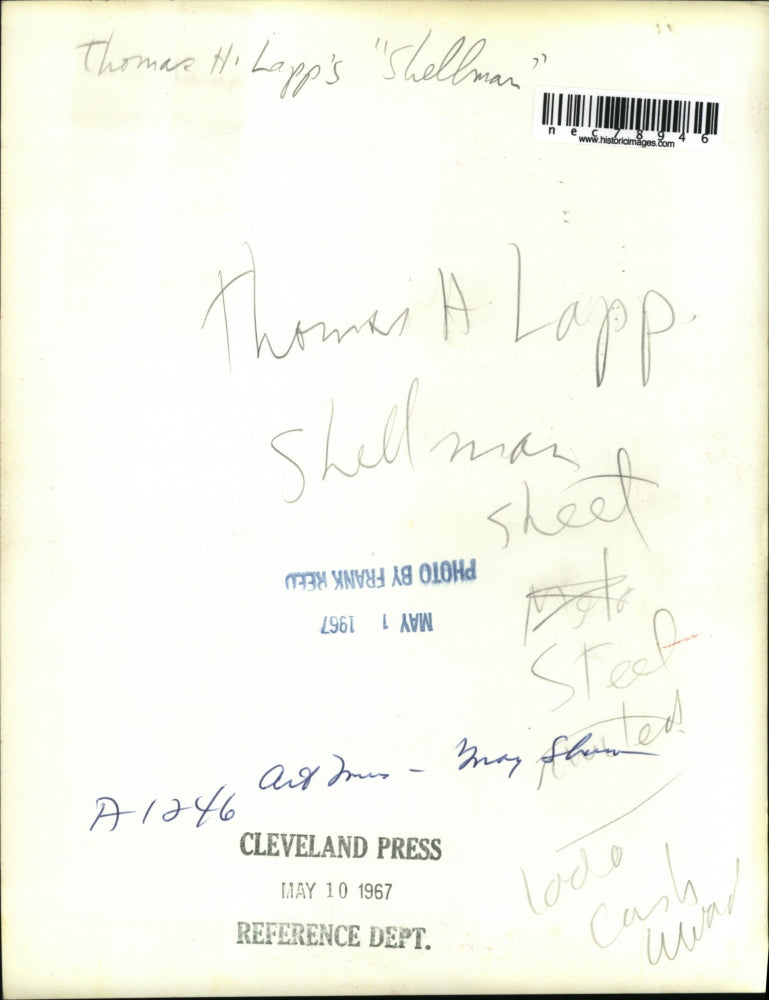 Thomas H. Lapp's "Shellman"
nec78946
www.historicimages.com
Thomas H Lapp.
Shellman
sheet
PHOTO BY FRANK REED
MAY 1 1967
Steel
Art Mus - May Show
A1246
CLEVELAND PRESS
MAY 10 1967
REFERENCE DEPT.
cash
award